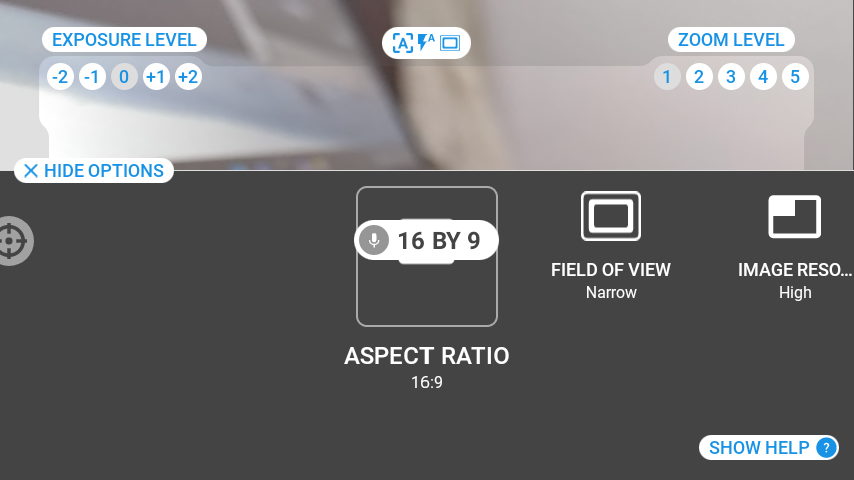 EXPOSURE LEVEL
A
A
ZOOM LEVEL
-2 -1 0 +1 +2
1 2 3 4 5
HIDE OPTIONS
16 BY 9
FIELD OF VIEW
Narrow
IMAGE RESO...
High
ASPECT RATIO
16:9
SHOW HELP ?